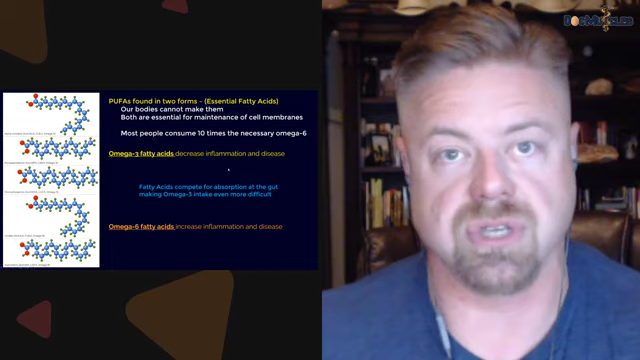 DocMuscles
PUFAs found in two forms - (Essential Fatty Acids)
Our bodies cannot make them
Both are essential for maintenance of cell membranes
Most people consume 10 times the necessary omega-6
Omega-3 fatty acids decrease inflammation and disease
Fatty Acids compete for absorption at the gut
making Omega-3 intake even more difficult
Omega-6 fatty acids increase inflammation and disease